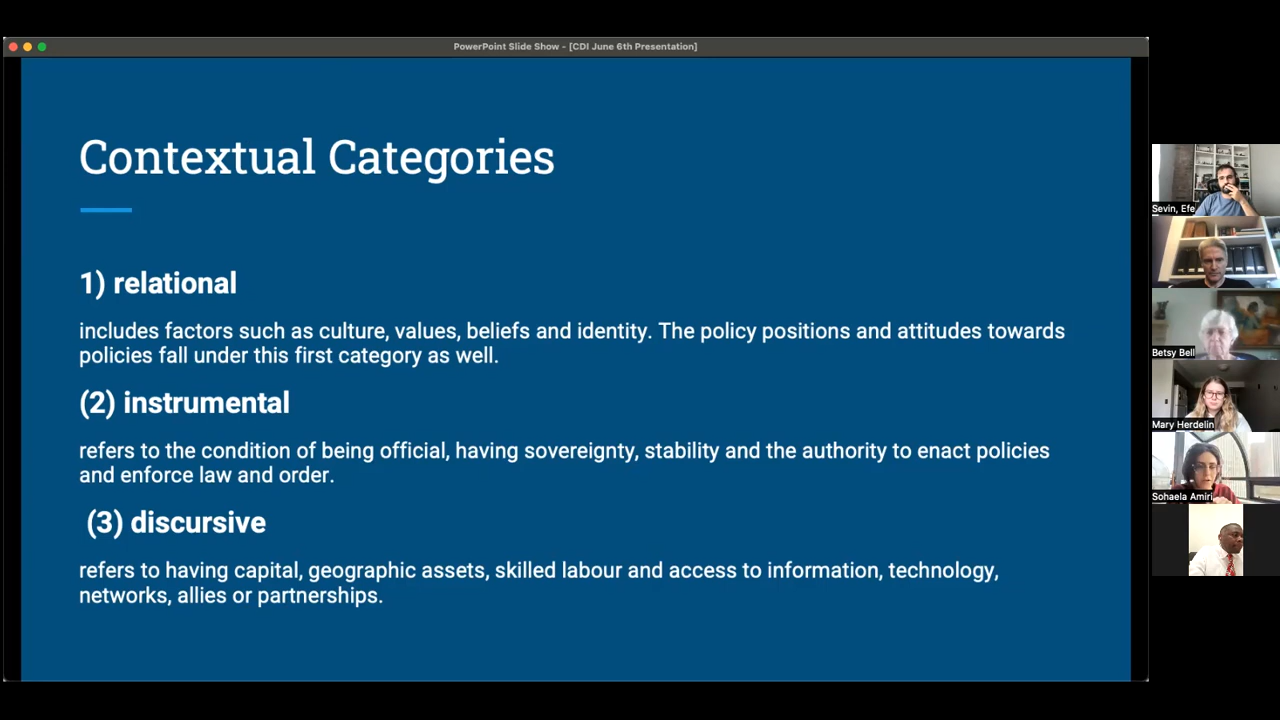 PowerPoint Slide Show - [CDI June 6th Presentation]
Contextual Categories
1) relational
includes factors such as culture, values, beliefs and identity. The policy positions and attitudes towards
policies fall under this first category as well.
(2) instrumental
refers to the condition of being official, having sovereignty, stability and the authority to enact policies
and enforce law and order.
(3) discursive
refers to having capital, geographic assets, skilled labour and access to information, technology,
networks, allies or partnerships.
Sevin, Efe
Betsy Bell
Mary Herdelin
Sohaela Amiri